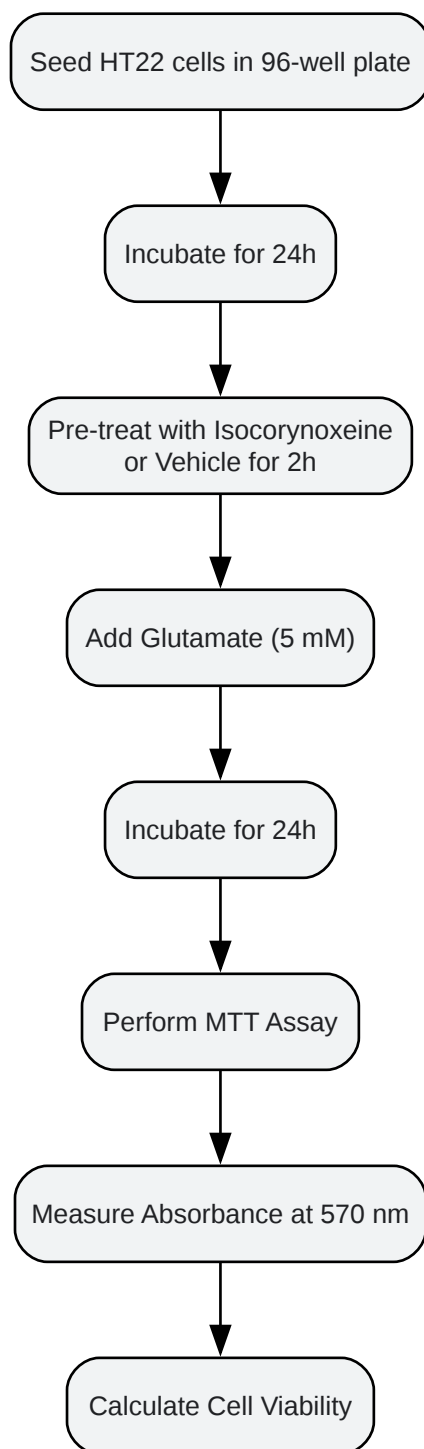 Seed HT22 cells in 96-well plate
Incubate for 24h
Pre-treat with Isocorynoxeine
or Vehicle for 2h
Add Glutamate (5 mM)
Incubate for 24h
Perform MTT Assay
Measure Absorbance at 570 nm
Calculate Cell Viability